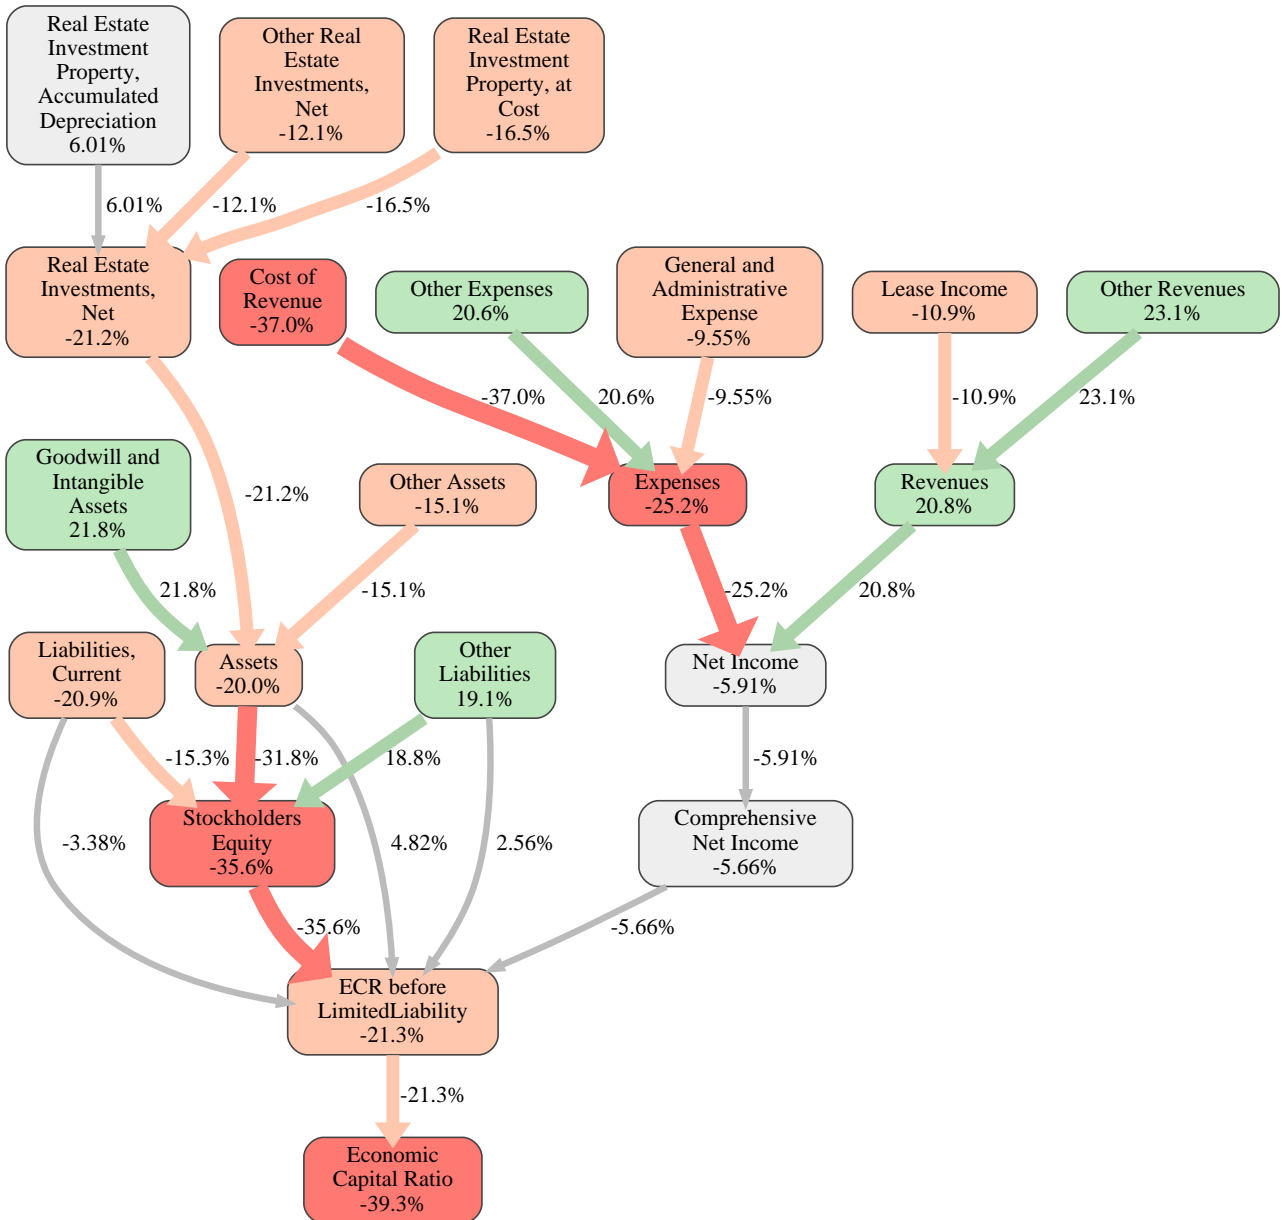 Real Estate
Investment
Property,
Accumulated
Depreciation
6.01%
Other Real
Estate
Investments,
Net
-12.1%
Real Estate
Investment
Property, at
Cost
-16.5%
6.01%
-12.1%
-16.5%
Real Estate
Investments,
Net
-21.2%
Cost of
Revenue
-37.0%
Other Expenses
20.6%
General and
Administrative
Expense
-9.55%
Lease Income
-10.9%
Other Revenues
23.1%
-37.0%
20.6%
-9.55%
-10.9%
23.1%
Goodwill and
Intangible
Assets
21.8%
-21.2%
Other Assets
-15.1%
Expenses
-25.2%
Revenues
20.8%
21.8%
-15.1%
-25.2%
20.8%
Liabilities,
Current
-20.9%
Assets
-20.0%
Other
Liabilities
19.1%
Net Income
-5.91%
-15.3%
-31.8%
18.8%
-5.91%
-3.38%
Stockholders
Equity
-35.6%
4.82%
2.56%
Comprehensive
Net Income
-5.66%
-35.6%
-5.66%
ECR before
LimitedLiability
-21.3%
-21.3%
Economic
Capital Ratio
-39.3%